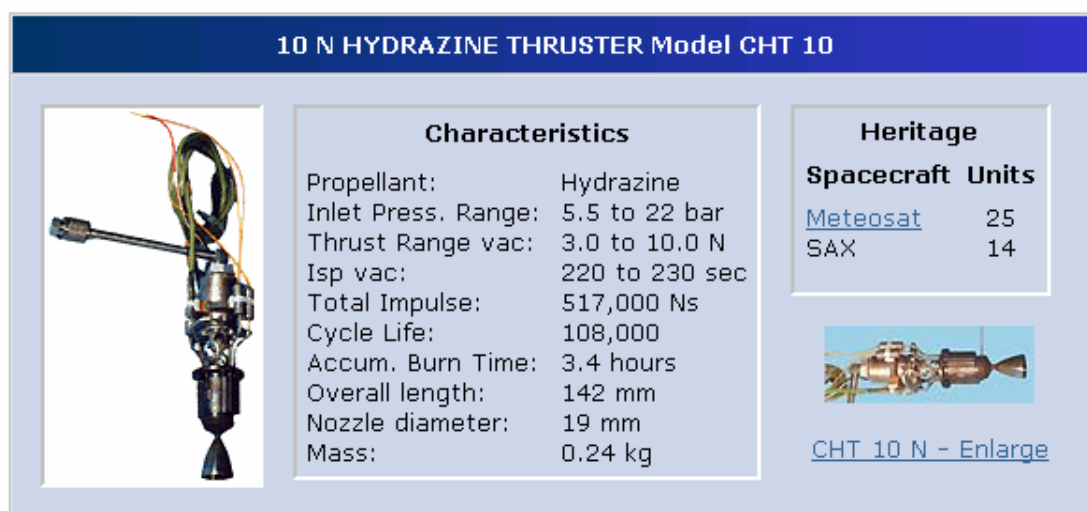 10 N HYDRAZINE THRUSTER Model CHT 10
Characteristics
Propellant: Hydrazine
Inlet Press. Range: 5.5 to 22 bar
Thrust Range vac: 3.0 to 10.0 N
Isp vac: 220 to 230 sec
Total Impulse: 517,000 Ns
Cycle Life: 108,000
Accum. Burn Time: 3.4 hours
Overall length: 142 mm
Nozzle diameter: 19 mm
Mass: 0.24 kg
Heritage
Spacecraft Units
Meteosat 25
SAX 14
CHT 10 N - Enlarge